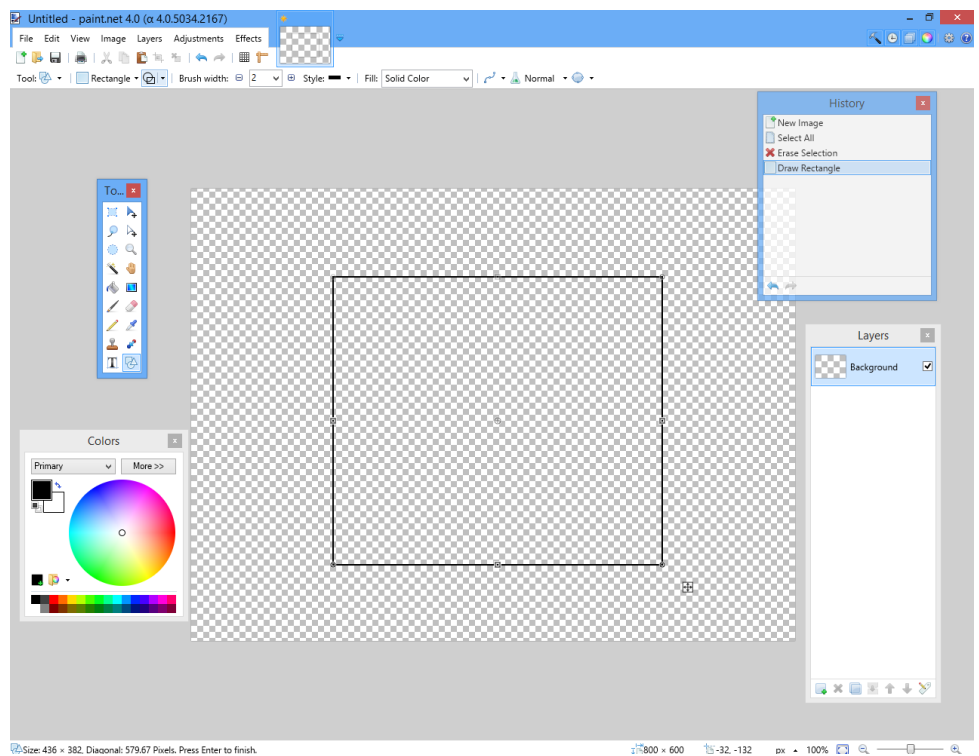 Untitled - paint.net 4.0 (α 4.0.5034.2167)
File Edit View Image Layers Adjustments Effects
Tool: Rectangle Brush width: 2 Style: Fill: Solid Color Normal
History
New Image
Select All
Erase Selection
Draw Rectangle
To...
T
Layers
Background
Colors
Primary More >>
Size: 436 × 382, Diagonal: 579.67 Pixels. Press Enter to finish. 800 × 600 -32, -132 px 100%